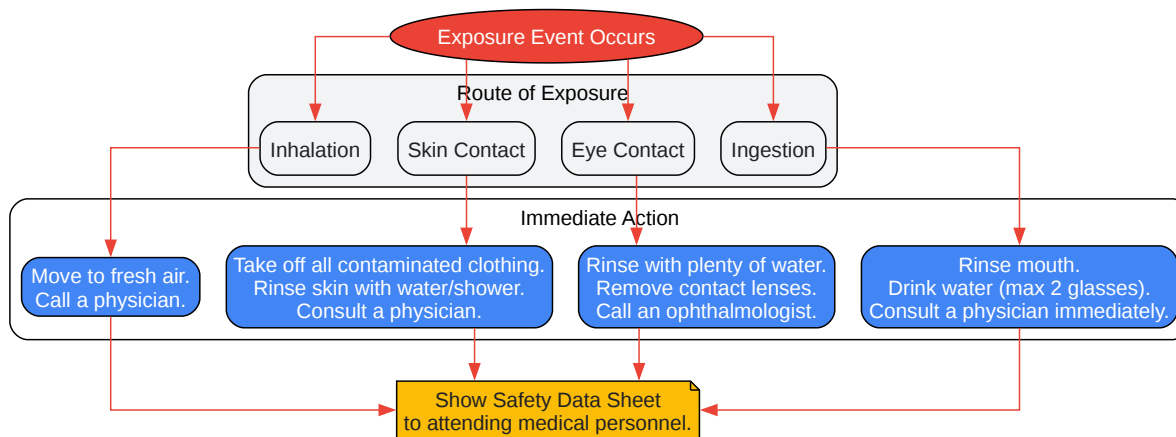 Exposure Event Occurs
Route of Exposure
Inhalation
Skin Contact
Eye Contact
Ingestion
Immediate Action
Move to fresh air.
Call a physician.
Take off all contaminated clothing.
Rinse skin with water/shower.
Consult a physician.
Rinse with plenty of water.
Remove contact lenses.
Call an ophthalmologist.
Rinse mouth.
Drink water (max 2 glasses).
Consult a physician immediately.
Show Safety Data Sheet
to attending medical personnel.